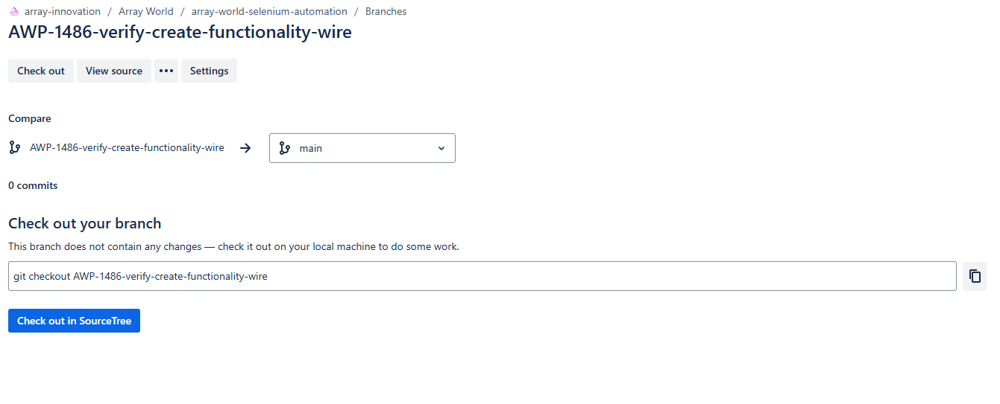 array-innovation / Array World / array-world-selenium-automation / Branches
AWP-1486-verify-create-functionality-wire
Check out View source ••• Settings
Compare
AWP-1486-verify-create-functionality-wire → main
0 commits
Check out your branch
This branch does not contain any changes — check it out on your local machine to do some work.
git checkout AWP-1486-verify-create-functionality-wire
Check out in SourceTree